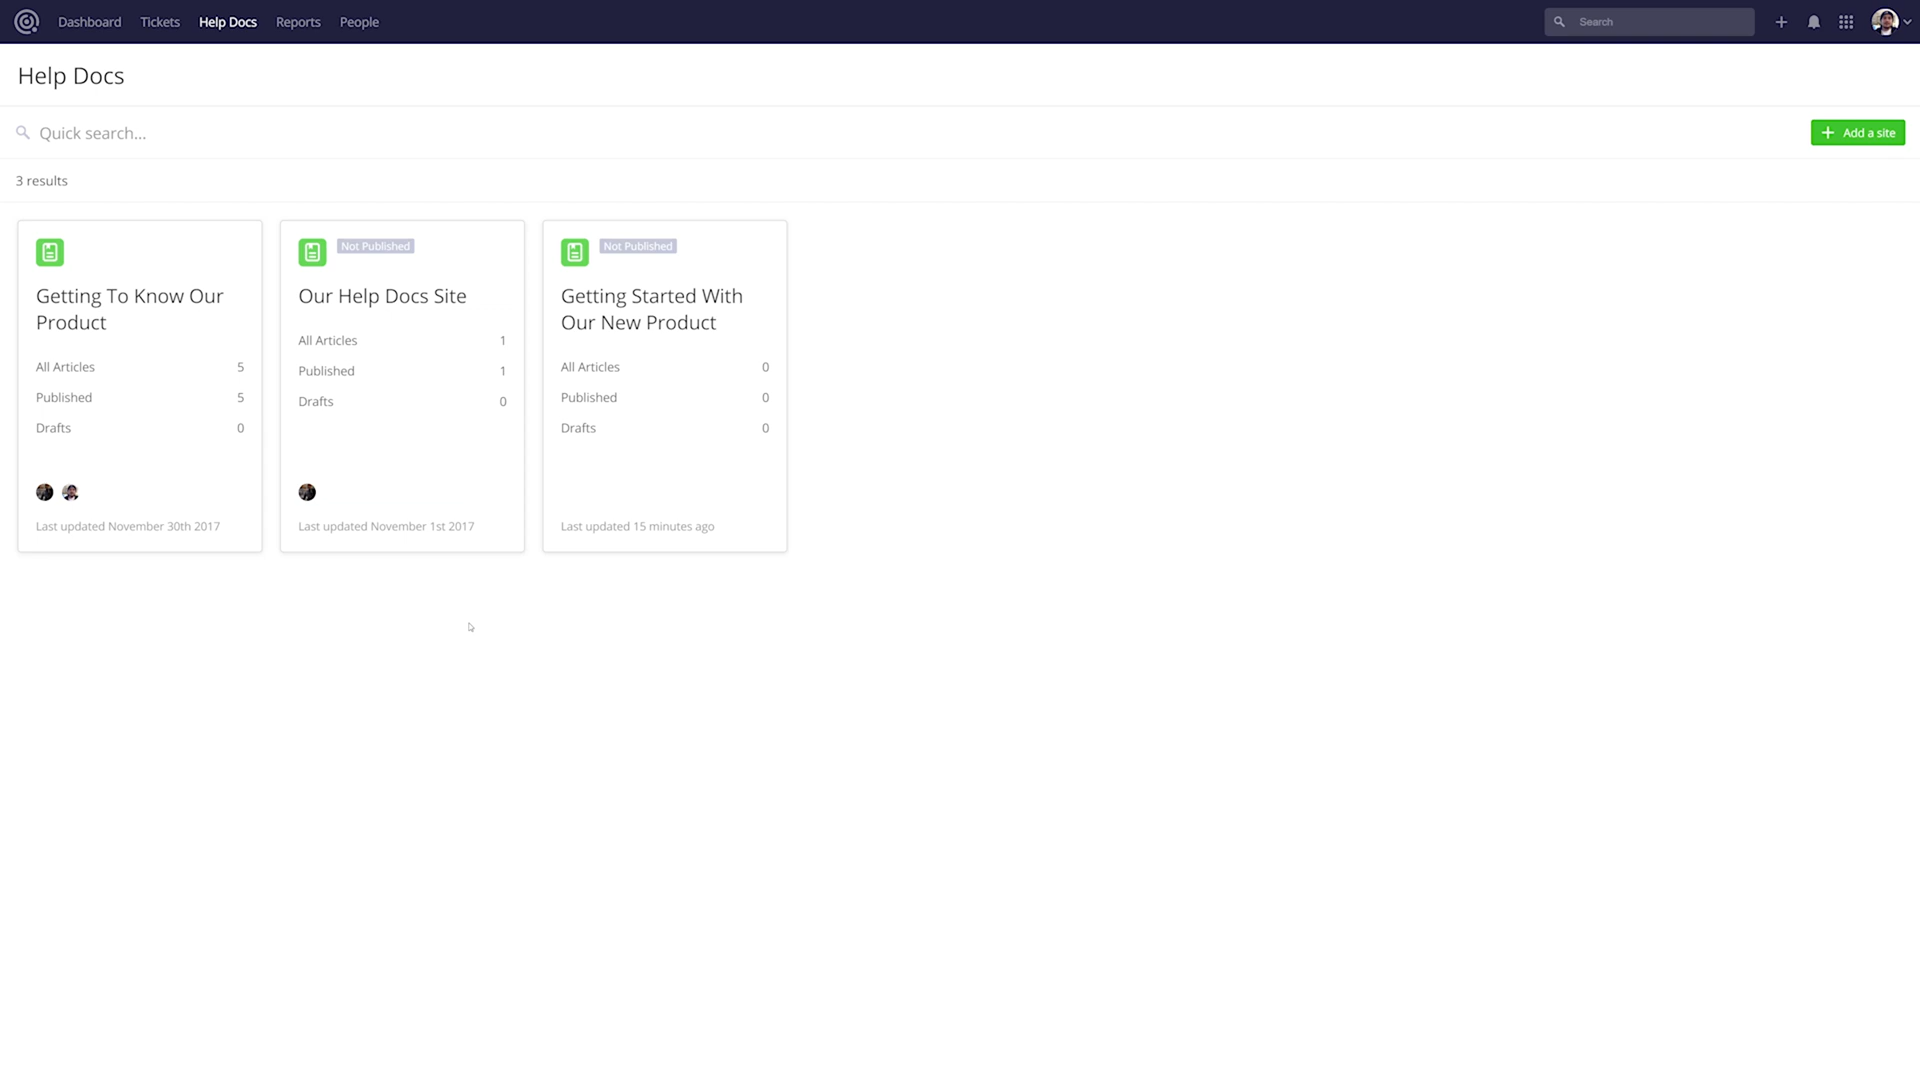 Dashboard Tickets Help Docs Reports People Search
Help Docs
Quick search...
Add a site
3 results
Getting To Know Our
Product
All Articles 5
Published 5
Drafts 0
Last updated November 30th 2017
Not Published
Our Help Docs Site
All Articles 1
Published 1
Drafts 0
Last updated November 1st 2017
Not Published
Getting Started With
Our New Product
All Articles 0
Published 0
Drafts 0
Last updated 15 minutes ago